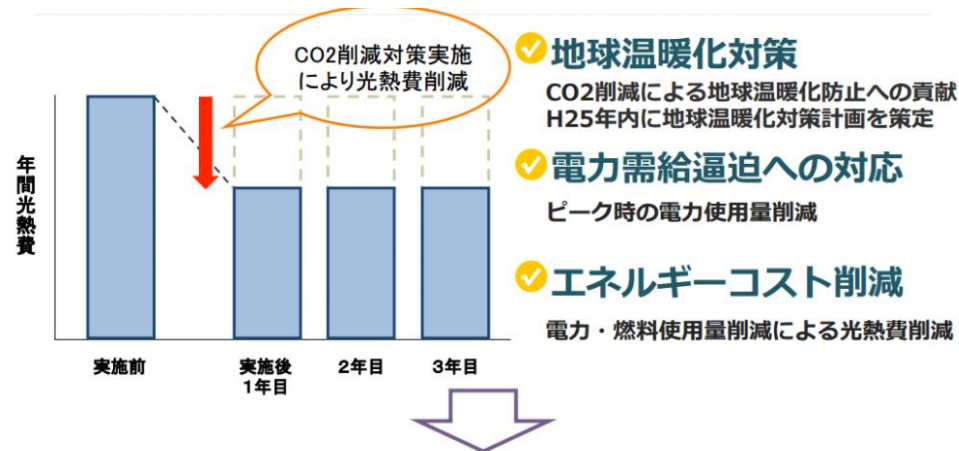 CO2削減対策実施
により光熱費削減
年間光熱費
実施前
実施後
1年目
2年目
3年目
地球温暖化対策
CO2削減による地球温暖化防止への貢献
H25年内に地球温暖化対策計画を策定
電力需給逼迫への対応
ピーク時の電力使用量削減
エネルギーコスト削減
電力・燃料使用量削減による光熱費削減